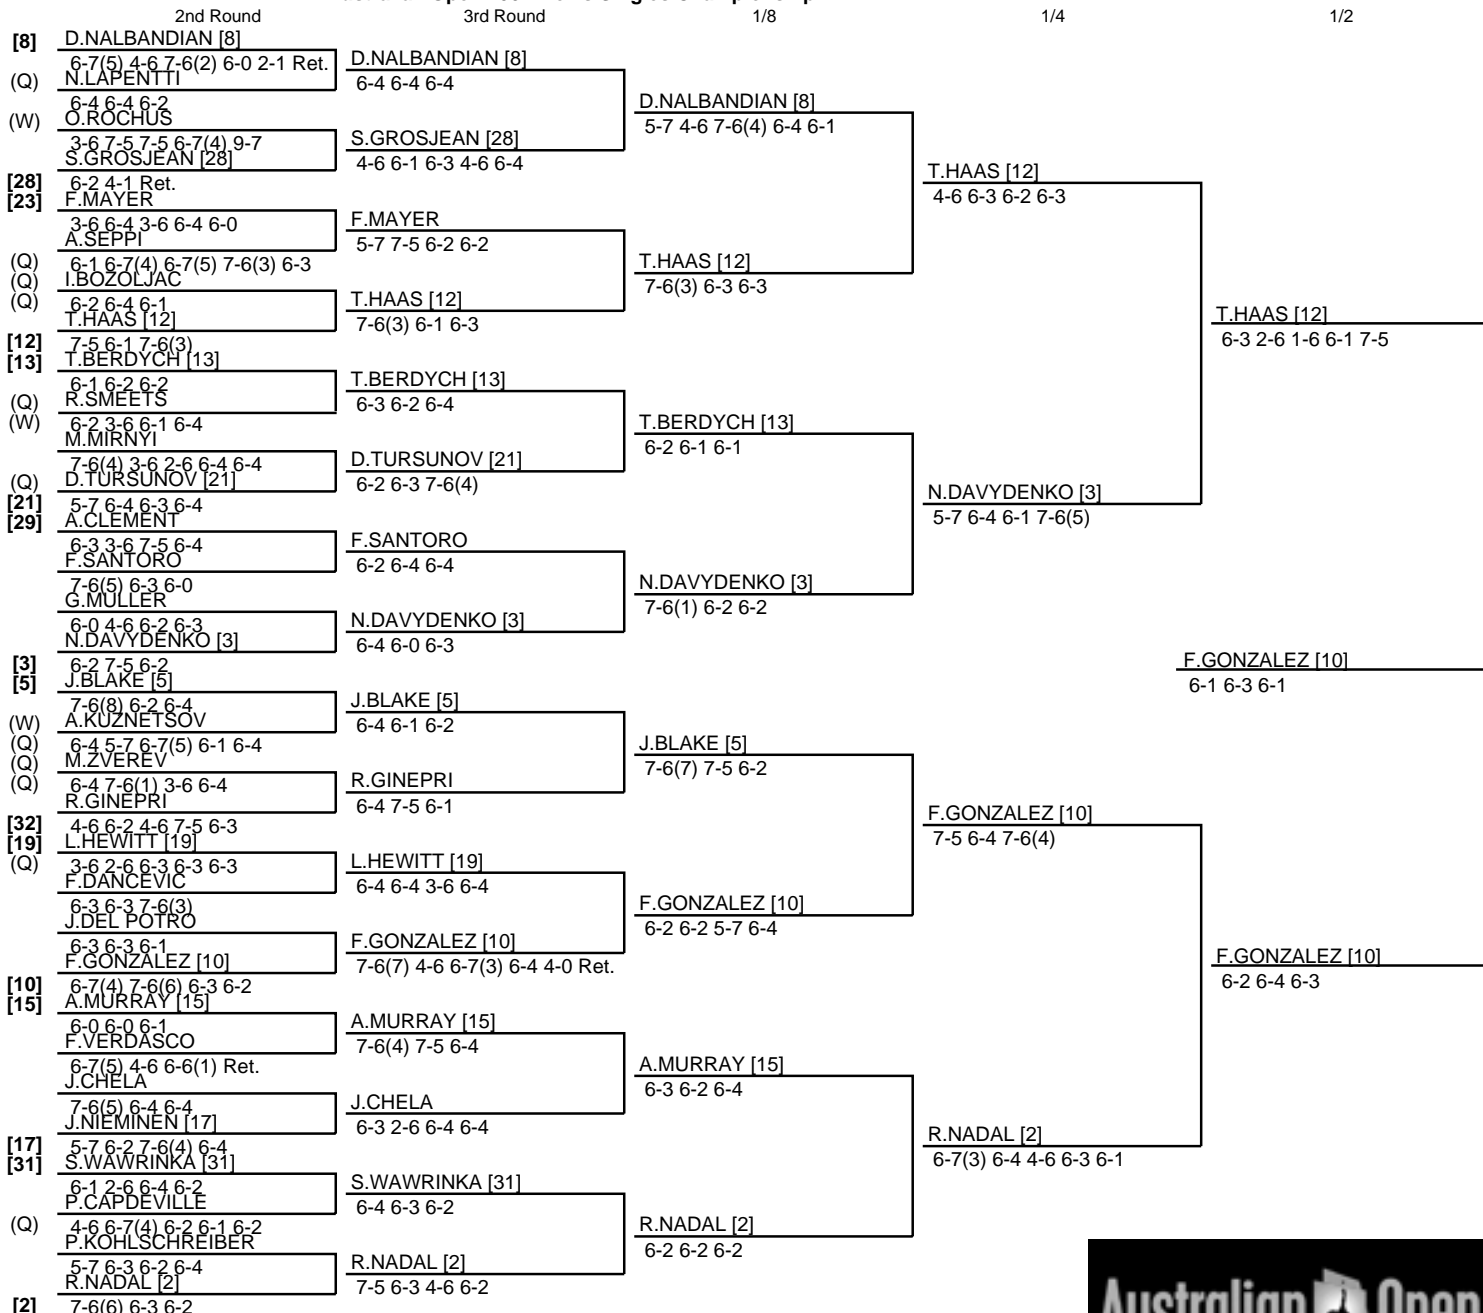 2nd Round 3rd Round 1/8 1/4 1/2
[8] D.NALBANDIAN [8]
6-7(5) 4-6 7-6(2) 6-0 2-1 Ret.
(Q) N.LAPENTTI
6-4 6-4 6-2
(W) O.ROCHUS
3-6 7-5 7-5 6-7(4) 9-7
S.GROSJEAN [28]
[28] 6-2 4-1 Ret.
[23] F.MAYER
3-6 6-4 3-6 6-4 6-0
A.SEPPI
(Q) 6-1 6-7(4) 6-7(5) 7-6(3) 6-3
(Q) I.BOZOLJAC
(Q) 6-2 6-4 6-1
T.HAAS [12]
[12] 7-5 6-1 7-6(3)
[13] T.BERDYCH [13]
6-1 6-2 6-2
(Q) R.SMEETS
(W) 6-2 3-6 6-1 6-4
M.MIRNYI
7-6(4) 3-6 2-6 6-4 6-4
(Q) D.TURSUNOV [21]
[21] 5-7 6-4 6-3 6-4
[29] A.CLEMENT
6-3 3-6 7-5 6-4
F.SANTORO
7-6(5) 6-3 6-0
G.MULLER
6-0 4-6 6-2 6-3
N.DAVYDENKO [3]
[3] 6-2 7-5 6-2
[5] J.BLAKE [5]
7-6(8) 6-2 6-4
(W) A.KUZNETSOV
(Q) 6-4 5-7 6-7(5) 6-1 6-4
(Q) M.ZVEREV
(Q) 6-4 7-6(1) 3-6 6-4
R.GINEPRI
[32] 4-6 6-2 4-6 7-5 6-3
[19] L.HEWITT [19]
(Q) 3-6 2-6 6-3 6-3 6-3
F.DANCEVIC
6-3 6-3 7-6(3)
J.DEL POTRO
6-3 6-3 6-1
F.GONZALEZ [10]
[10] 6-7(4) 7-6(6) 6-3 6-2
[15] A.MURRAY [15]
6-0 6-0 6-1
F.VERDASCO
6-7(5) 4-6 6-6(1) Ret.
J.CHELA
7-6(5) 6-4 6-4
J.NIEMINEN [17]
[17] 5-7 6-2 7-6(4) 6-4
[31] S.WAWRINKA [31]
6-1 2-6 6-4 6-2
P.CAPDEVILLE
(Q) 4-6 6-7(4) 6-2 6-1 6-2
P.KOHLSCHREIBER
5-7 6-3 6-2 6-4
R.NADAL [2]
[2] 7-6(6) 6-3 6-2
D.NALBANDIAN [8]
6-4 6-4 6-4
S.GROSJEAN [28]
4-6 6-1 6-3 4-6 6-4
F.MAYER
5-7 7-5 6-2 6-2
T.HAAS [12]
7-6(3) 6-1 6-3
T.BERDYCH [13]
6-3 6-2 6-4
D.TURSUNOV [21]
6-2 6-3 7-6(4)
F.SANTORO
6-2 6-4 6-4
N.DAVYDENKO [3]
6-4 6-0 6-3
J.BLAKE [5]
6-4 6-1 6-2
R.GINEPRI
6-4 7-5 6-1
L.HEWITT [19]
6-4 6-4 3-6 6-4
F.GONZALEZ [10]
7-6(7) 4-6 6-7(3) 6-4 4-0 Ret.
A.MURRAY [15]
7-6(4) 7-5 6-4
J.CHELA
6-3 2-6 6-4 6-4
S.WAWRINKA [31]
6-4 6-3 6-2
R.NADAL [2]
7-5 6-3 4-6 6-2
D.NALBANDIAN [8]
5-7 4-6 7-6(4) 6-4 6-1
T.HAAS [12]
7-6(3) 6-3 6-3
T.BERDYCH [13]
6-2 6-1 6-1
N.DAVYDENKO [3]
7-6(1) 6-2 6-2
J.BLAKE [5]
7-6(7) 7-5 6-2
F.GONZALEZ [10]
6-2 6-2 5-7 6-4
A.MURRAY [15]
6-3 6-2 6-4
R.NADAL [2]
6-2 6-2 6-2
T.HAAS [12]
4-6 6-3 6-2 6-3
N.DAVYDENKO [3]
5-7 6-4 6-1 7-6(5)
F.GONZALEZ [10]
7-5 6-4 7-6(4)
R.NADAL [2]
6-7(3) 6-4 4-6 6-3 6-1
T.HAAS [12]
6-3 2-6 1-6 6-1 7-5
F.GONZALEZ [10]
6-1 6-3 6-1
F.GONZALEZ [10]
6-2 6-4 6-3
Australian Open